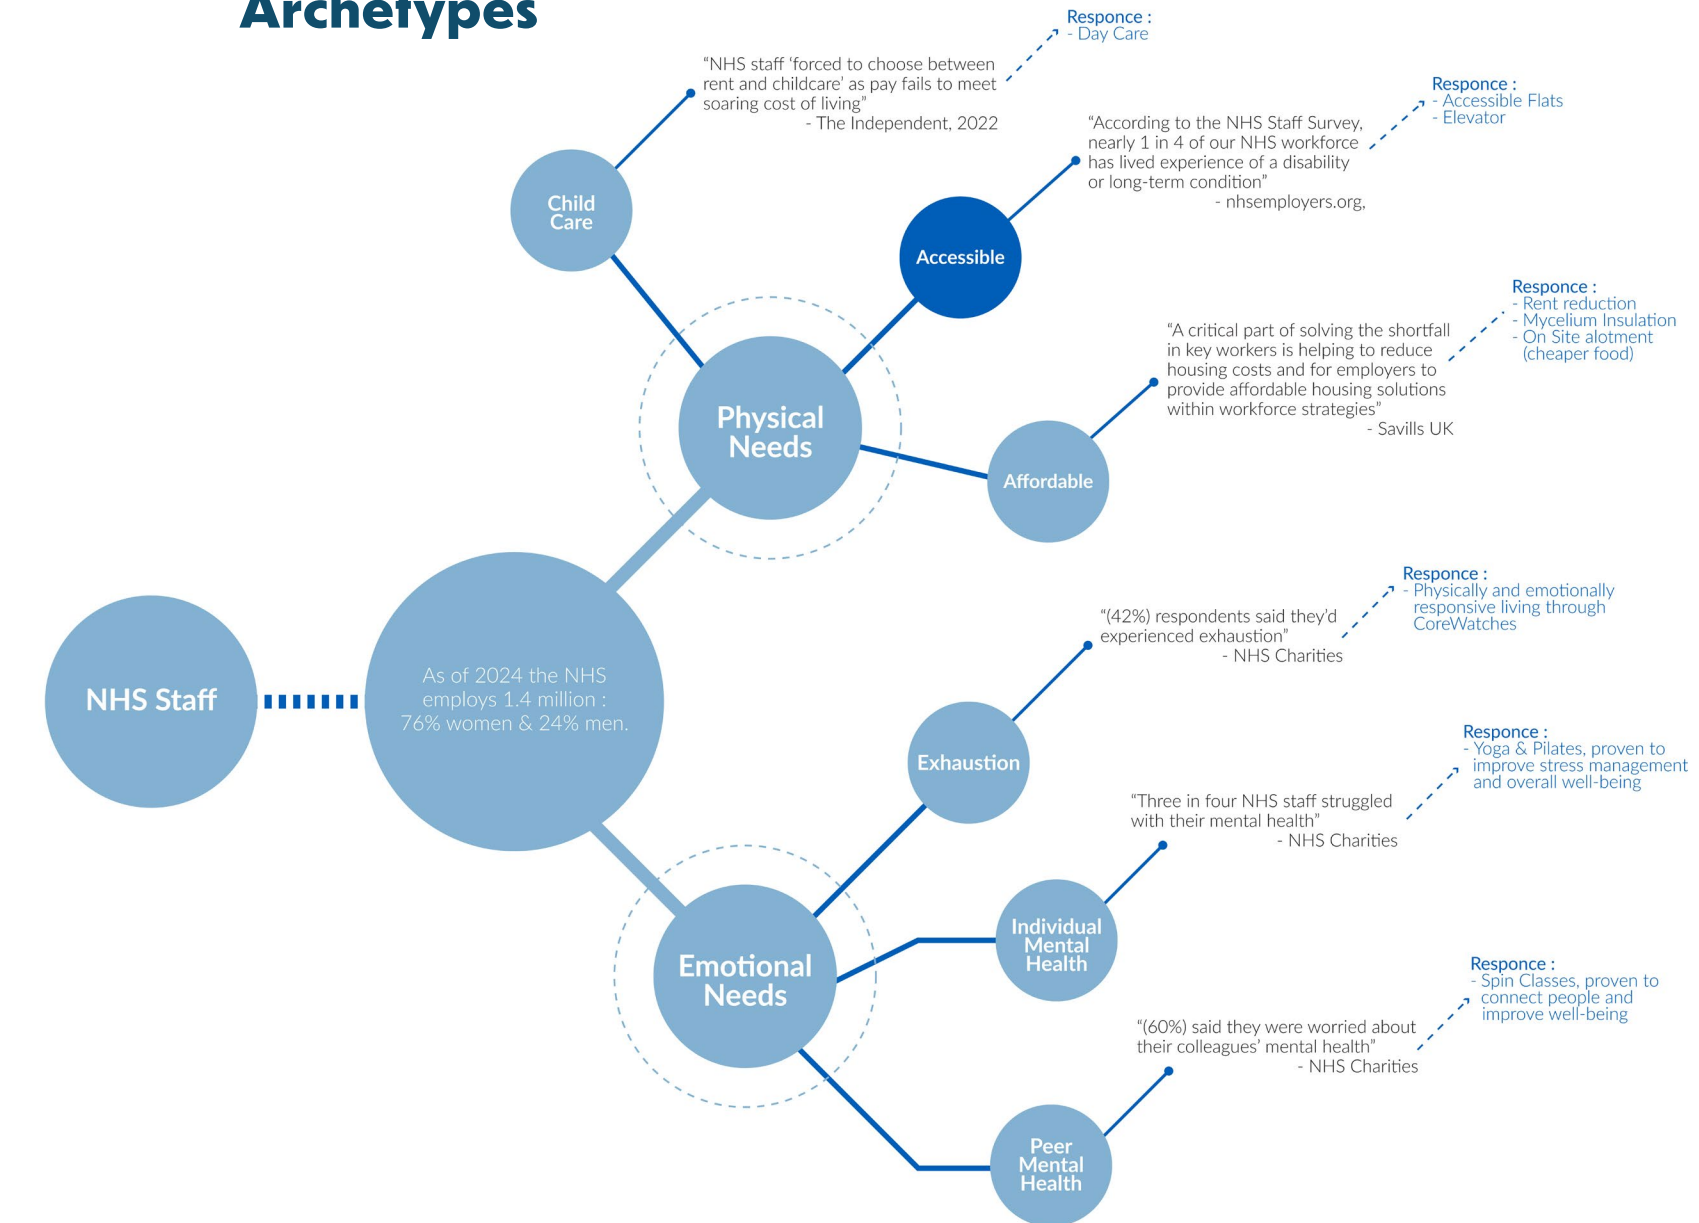 Archetypes
Responce :
- Day Care
“NHS staff ‘forced to choose between
rent and childcare’ as pay fails to meet
soaring cost of living”
- The Independent, 2022
Child
Care
Responce :
- Accessible Flats
- Elevator
“According to the NHS Staff Survey,
nearly 1 in 4 of our NHS workforce
has lived experience of a disability
or long-term condition”
- nhsemployers.org,
Accessible
Responce :
- Rent reduction
- Mycelium Insulation
- On Site alotment
(cheaper food)
“A critical part of solving the shortfall
in key workers is helping to reduce
housing costs and for employers to
provide affordable housing solutions
within workforce strategies”
- Savills UK
Physical
Needs
Affordable
NHS Staff
As of 2024 the NHS
employs 1.4 million :
76% women & 24% men.
Responce :
- Physically and emotionally
responsive living through
CoreWatches
“(42%) respondents said they’d
experienced exhaustion”
- NHS Charities
Exhaustion
Responce :
- Yoga & Pilates, proven to
improve stress management
and overall well-being
“Three in four NHS staff struggled
with their mental health”
- NHS Charities
Individual
Mental
Health
Emotional
Needs
Responce :
- Spin Classes, proven to
connect people and
improve well-being
“(60%) said they were worried about
their colleagues’ mental health”
- NHS Charities
Peer
Mental
Health